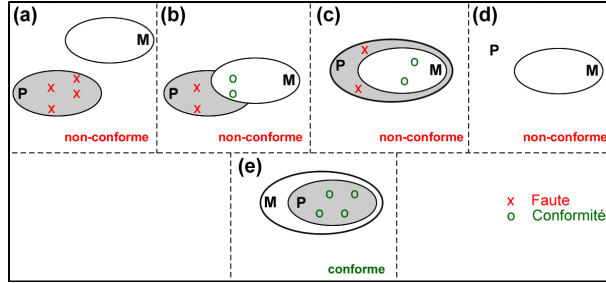 (a)
M
P
x
x
x
x
x
non-conforme
(b)
P
M
x
x
o
o
non-conforme
(c)
P
M
x
x
o
o
non-conforme
(d)
P
M
non-conforme
(e)
M
P
o
o
o
o
conforme
x Faute
o Conformité